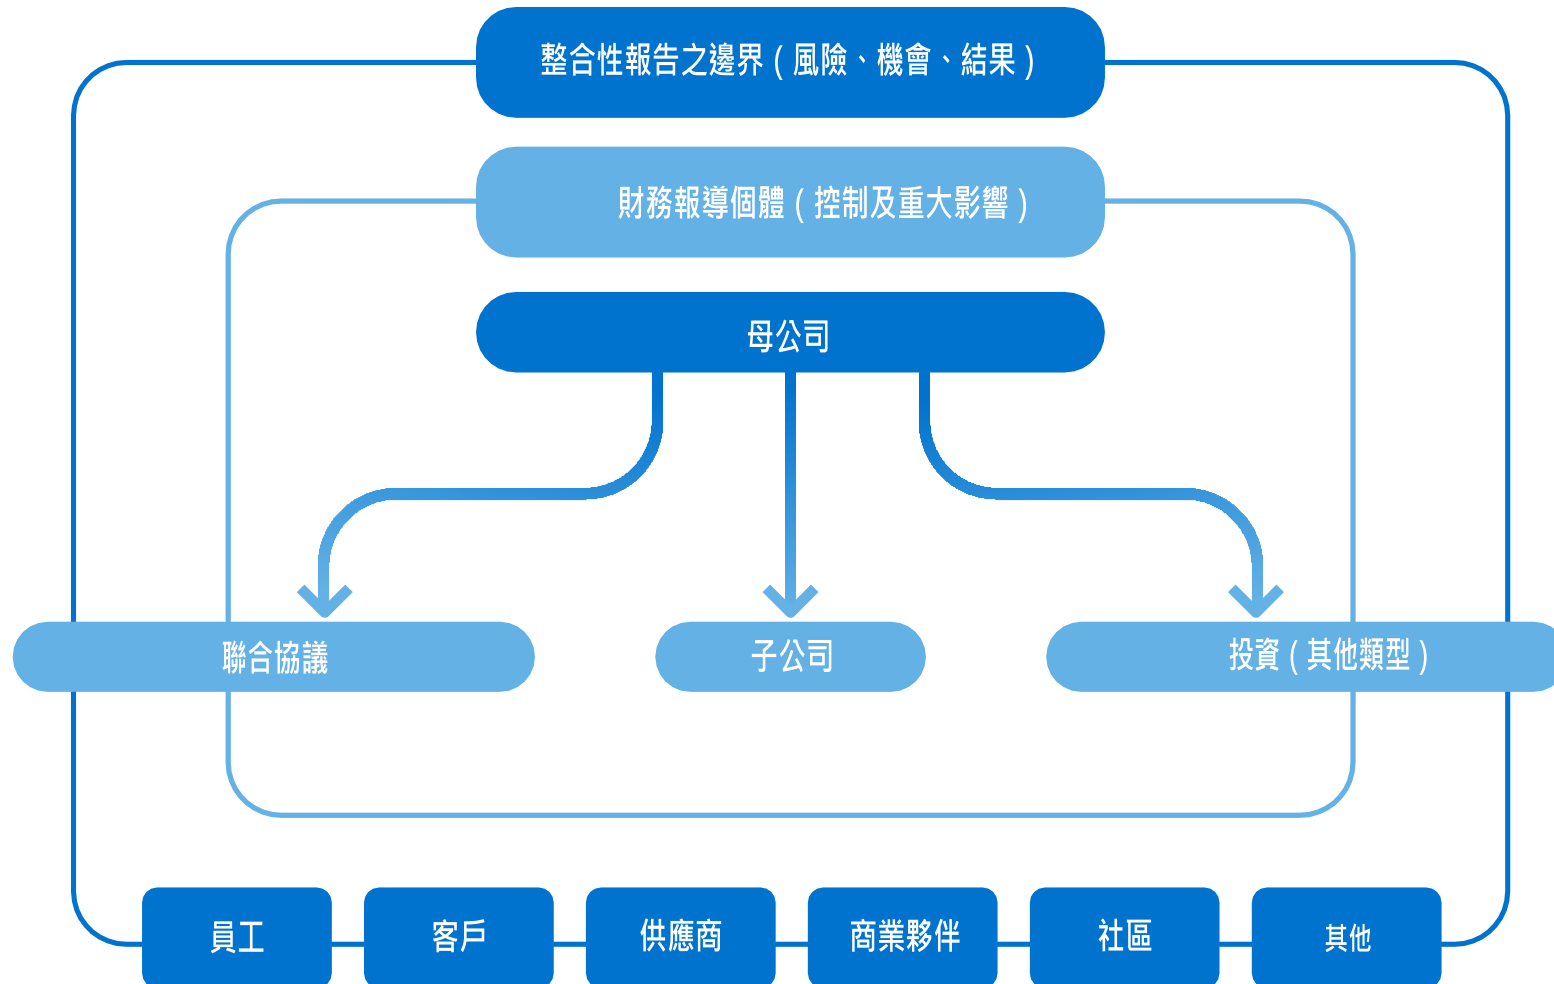 整合性報告之邊界(風險、機會、結果)
財務報導個體(控制及重大影響)
母公司
聯合協議
子公司
投資(其他類型)
員工
客戶
供應商
商業夥伴
社區
其他